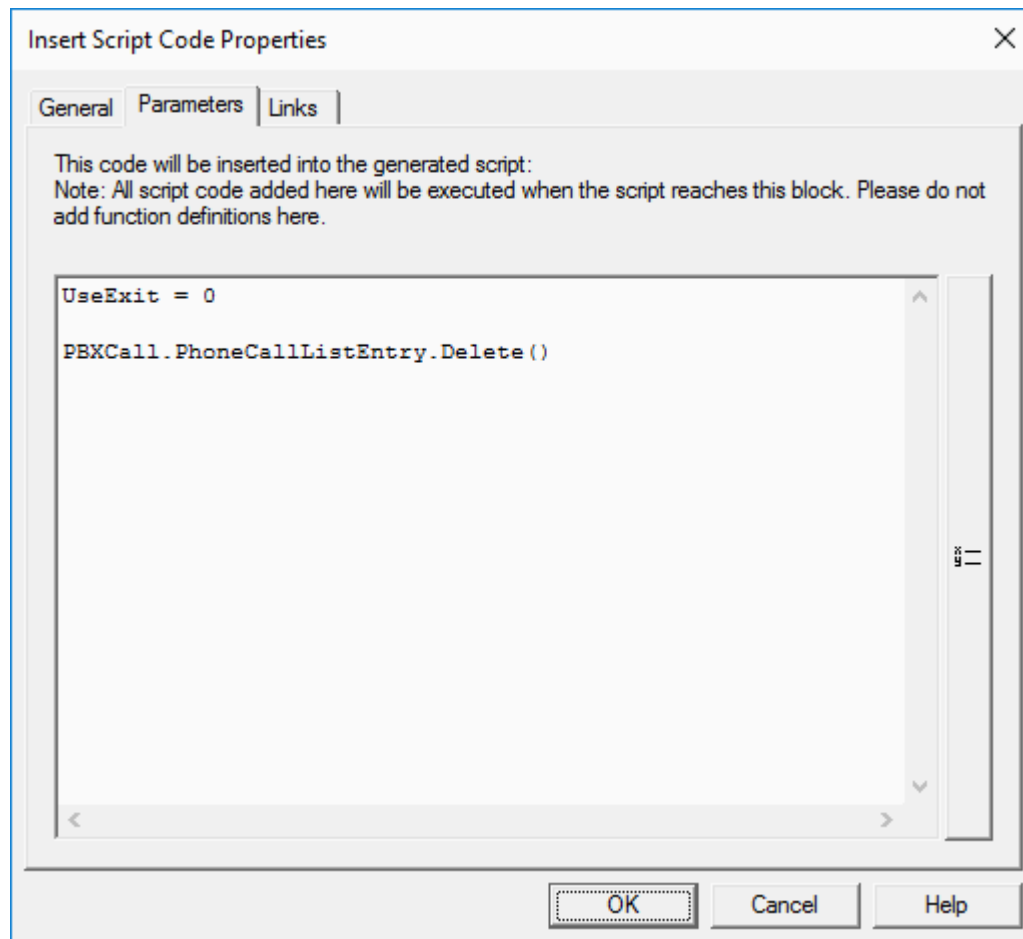 Insert Script Code Properties
General Parameters Links
This code will be inserted into the generated script:
Note: All script code added here will be executed when the script reaches this block. Please do not
add function definitions here.
UseExit = 0
PBXCall.PhoneCallListEntry.Delete()
x
y
OK Cancel Help